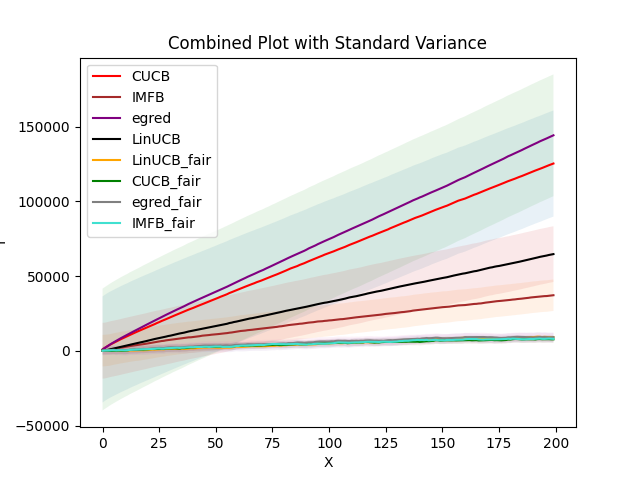 Combined Plot with Standard Variance
CUCB
IMFB
egred
LinUCB
LinUCB_fair
CUCB_fair
egred_fair
IMFB_fair
150000
100000
50000
0
−50000
0 25 50 75 100 125 150 175 200
X